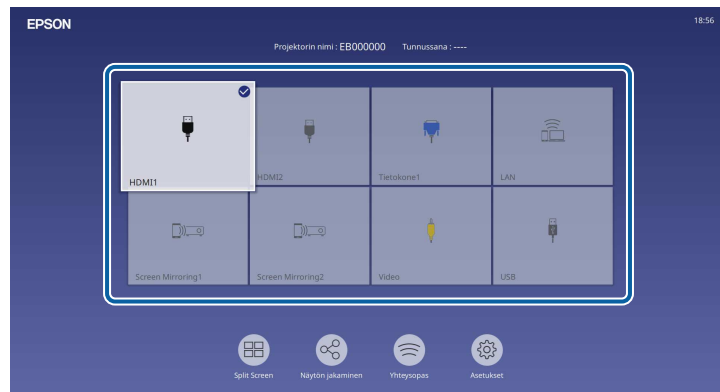 EPSON
18:56
Projektorin nimi : EB000000 Tunnussana : ----
HDMI1
HDMI2
Tietokone1
LAN
Screen Mirroring1
Screen Mirroring2
Video
USB
Split Screen
Näytön jakaminen
Yhteysopas
Asetukset